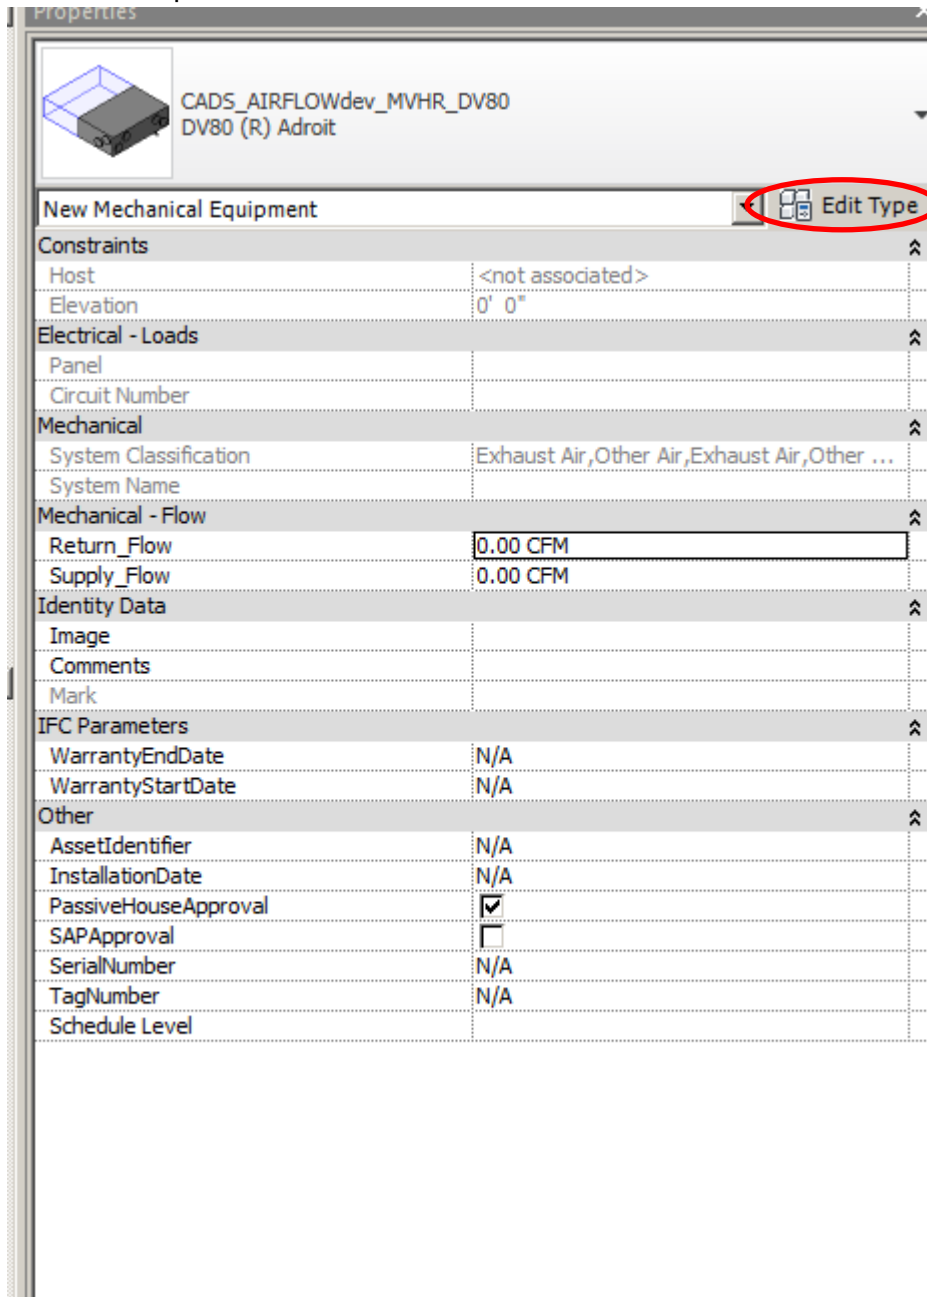 Properties
CADS_AIRFLOWdev_MVHR_DV80
DV80 (R) Adroit
New Mechanical Equipment Edit Type
Constraints
Host <not associated>
Elevation 0' 0"
Electrical - Loads
Panel
Circuit Number
Mechanical
System Classification Exhaust Air,Other Air,Exhaust Air,Other ...
System Name
Mechanical - Flow
Return_Flow 0.00 CFM
Supply_Flow 0.00 CFM
Identity Data
Image
Comments
Mark
IFC Parameters
WarrantyEndDate N/A
WarrantyStartDate N/A
Other
AssetIdentifier N/A
InstallationDate N/A
PassiveHouseApproval
SAPApproval
SerialNumber N/A
TagNumber N/A
Schedule Level